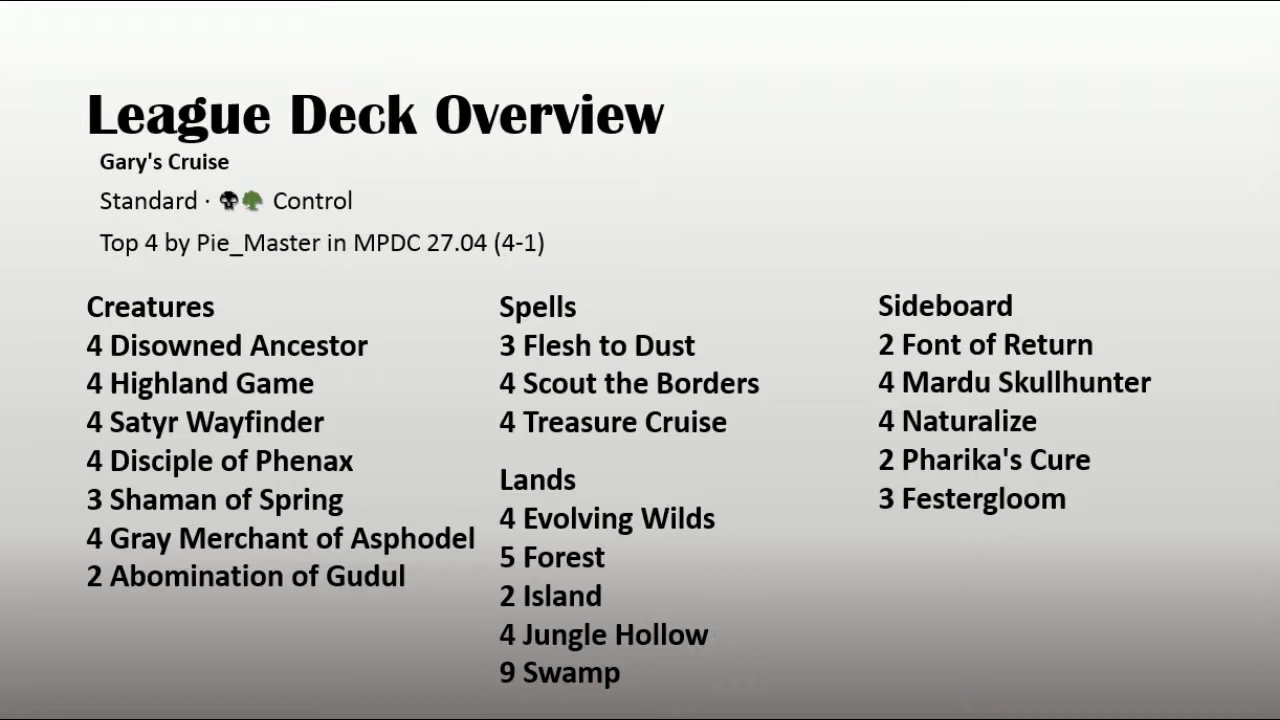 League Deck Overview
Gary's Cruise
Standard · Control
Top 4 by Pie_Master in MPDC 27.04 (4-1)
Creatures
4 Disowned Ancestor
4 Highland Game
4 Satyr Wayfinder
4 Disciple of Phenax
3 Shaman of Spring
4 Gray Merchant of Asphodel
2 Abomination of Gudul
Spells
3 Flesh to Dust
4 Scout the Borders
4 Treasure Cruise
Lands
4 Evolving Wilds
5 Forest
2 Island
4 Jungle Hollow
9 Swamp
Sideboard
2 Font of Return
4 Mardu Skullhunter
4 Naturalize
2 Pharika's Cure
3 Festergloom